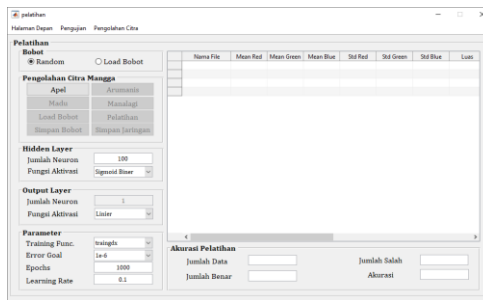 pelatihan
Halaman Depan Pengujian Pengolahan Citra
Pelatihan
Bobot
Random Load Bobot
Pengolahan Citra Mangga
Apel Arumanis
Madu Manalagi
Load Bobot Pelatihan
Simpan Bobot Simpan Jaringan
Hidden Layer
Jumlah Neuron 100
Fungsi Aktivasi Sigmoid Biner
Output Layer
Jumlah Neuron 1
Fungsi Aktivasi Linier
Parameter
Training Func. traingdx
Error Goal 1e-6
Epochs 1000
Learning Rate 0.1
Nama File Mean Red Mean Green Mean Blue Std Red Std Green Std Blue Luas
Akurasi Pelatihan
Jumlah Data Jumlah Salah
Jumlah Benar Akurasi